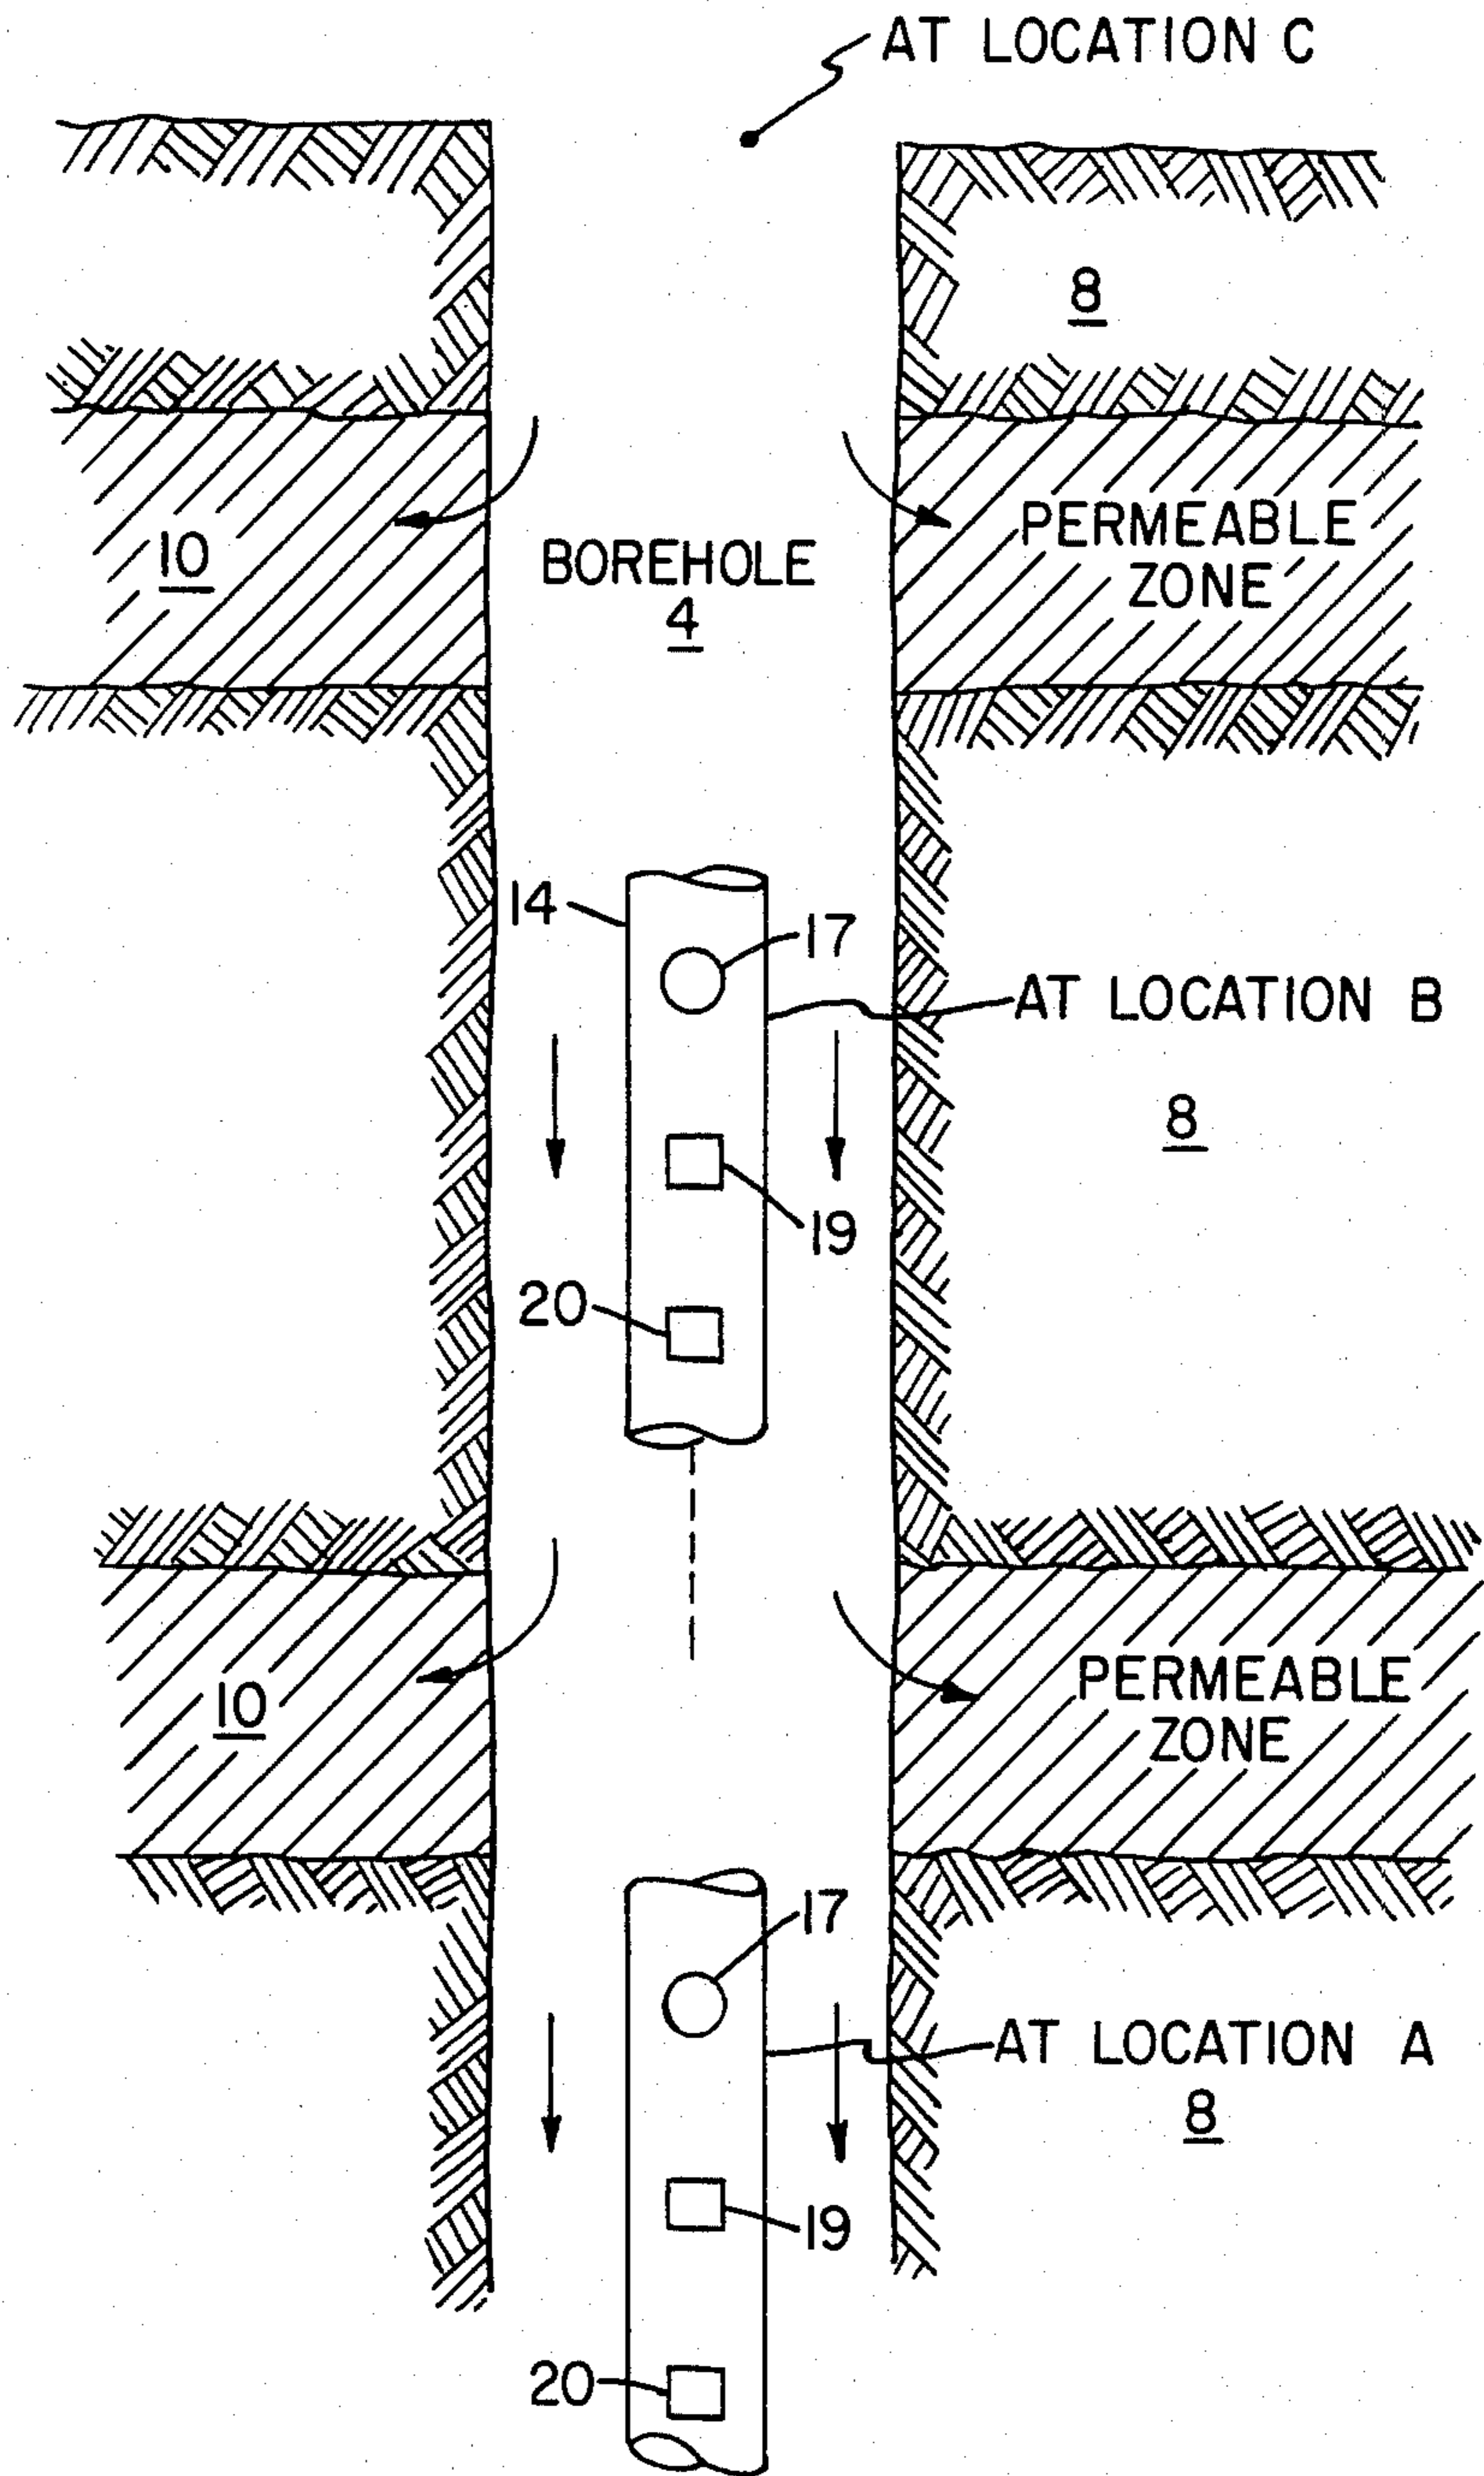 AT LOCATION C
8
10
PERMEABLE
ZONE
BOREHOLE
4
14
17
AT LOCATION B
8
19
20
10
PERMEABLE
ZONE
17
AT LOCATION A
8
19
20